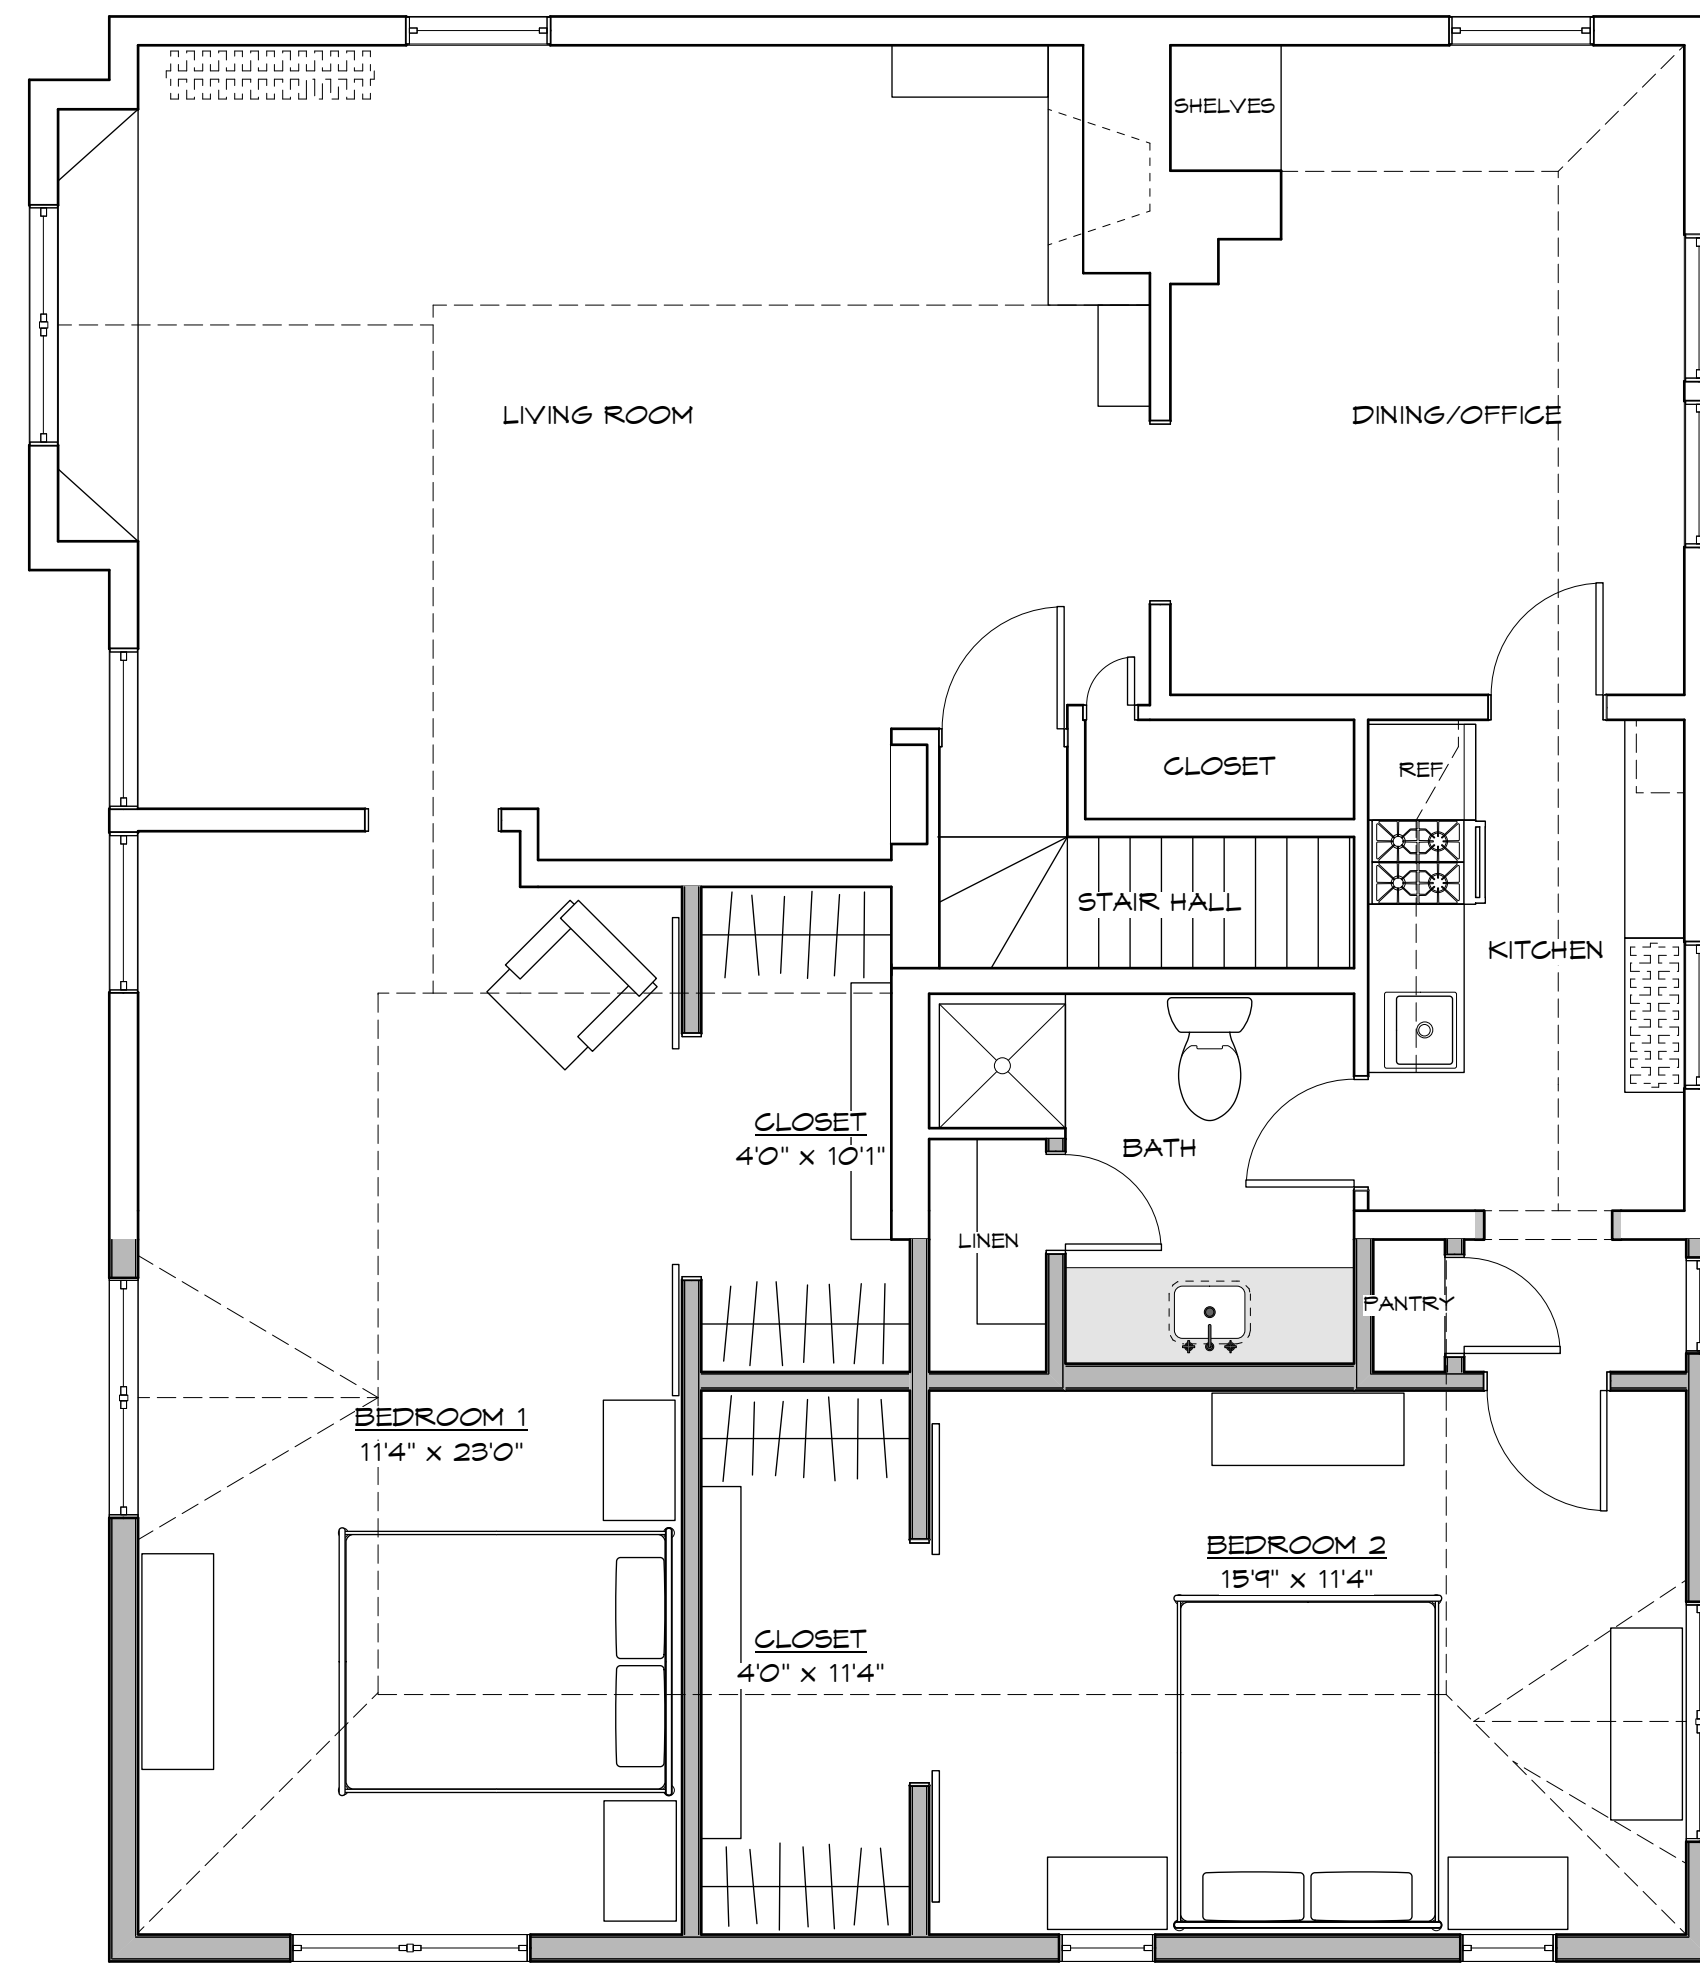 SHELVES
LIVING ROOM
DINING/OFFICE
CLOSET
REF
STAIR HALL
KITCHEN
CLOSET
4'0" x 10'1"
BATH
LINEN
PANTRY
BEDROOM 1
11'4" x 23'0"
BEDROOM 2
15'9" x 11'4"
CLOSET
4'0" x 11'4"